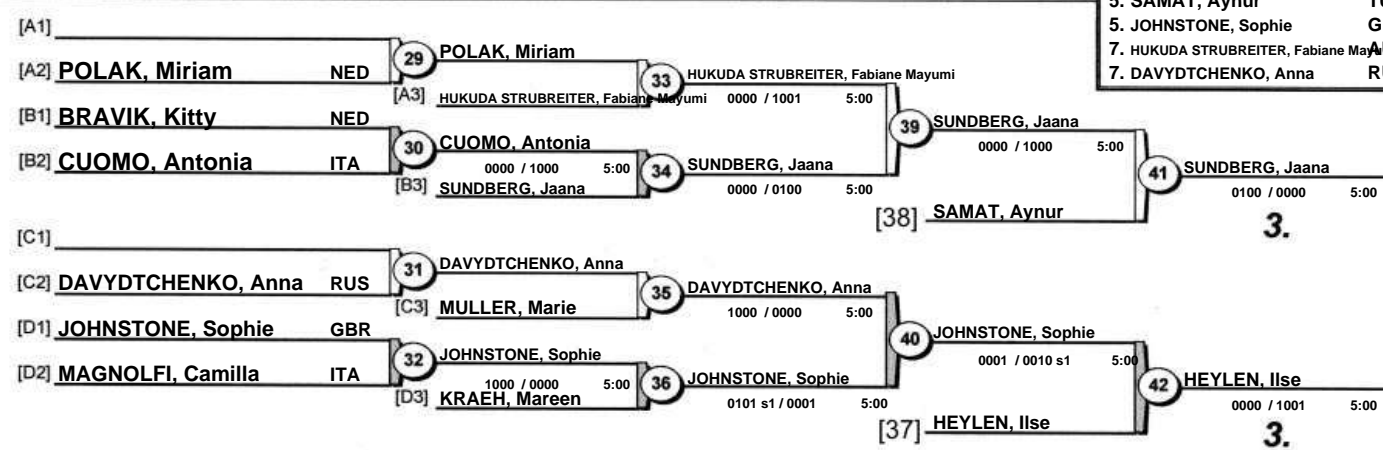 5. SAMAT, Aynur
5. JOHNSTONE, Sophie
7. HUKUDA STRUBREITER, Fabiane Mayumi
7. DAVYDTCHENKO, Anna
[A1]
[A2] POLAK, Miriam NED
29
POLAK, Miriam
[A3] HUKUDA STRUBREITER, Fabiane Mayumi
33
HUKUDA STRUBREITER, Fabiane Mayumi
0000 / 1001 5:00
[B1] BRAVIK, Kitty NED
[B2] CUOMO, Antonia ITA
30
CUOMO, Antonia
0000 / 1000 5:00
[B3] SUNDBERG, Jaana
34
SUNDBERG, Jaana
0000 / 0100 5:00
39
SUNDBERG, Jaana
0000 / 1000 5:00
[38] SAMAT, Aynur
41
SUNDBERG, Jaana
0100 / 0000 5:00
3.
[C1]
[C2] DAVYDTCHENKO, Anna RUS
31
DAVYDTCHENKO, Anna
[C3] MULLER, Marie
35
DAVYDTCHENKO, Anna
1000 / 0000 5:00
[D1] JOHNSTONE, Sophie GBR
[D2] MAGNOLFI, Camilla ITA
32
JOHNSTONE, Sophie
1000 / 0000 5:00
[D3] KRAEH, Mareen
36
JOHNSTONE, Sophie
0101 s1 / 0001 5:00
40
JOHNSTONE, Sophie
0001 / 0010 s1 5:00
[37] HEYLEN, Ilse
42
HEYLEN, Ilse
0000 / 1001 5:00
3.